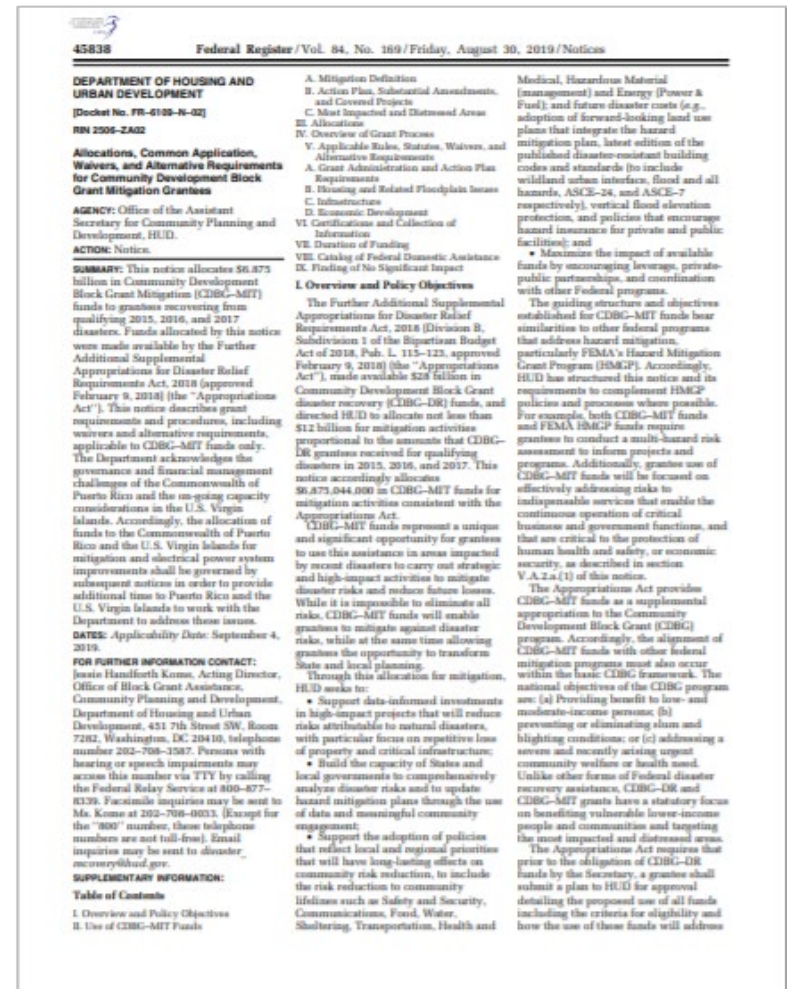 45838 Federal Register / Vol. 84, No. 169 / Friday, August 30, 2019 / Notices
DEPARTMENT OF HOUSING AND
URBAN DEVELOPMENT
[Docket No. FR–6109–N–02]
RIN 2506–ZA02
Allocations, Common Application,
Waivers, and Alternative Requirements
for Community Development Block
Grant Mitigation Grantees
AGENCY: Office of the Assistant
Secretary for Community Planning and
Development, HUD.
ACTION: Notice.
SUMMARY: This notice allocates $6.875
billion in Community Development
Block Grant Mitigation (CDBG–MIT)
funds to grantees recovering from
qualifying 2015, 2016, and 2017
disasters. Funds allocated by this notice
were made available by the Further
Additional Supplemental
Appropriations for Disaster Relief
Requirements Act, 2018 (approved
February 9, 2018) (the "Appropriations
Act"). This notice describes grant
requirements and procedures, including
waivers and alternative requirements,
applicable to CDBG–MIT funds only.
The Department acknowledges the
governance and financial management
challenges of the Commonwealth of
Puerto Rico and the on-going capacity
considerations in the U.S. Virgin
Islands. Accordingly, the allocation of
funds to the Commonwealth of Puerto
Rico and the U.S. Virgin Islands for
mitigation and electrical power system
improvements shall be governed by
subsequent notices in order to provide
additional time to Puerto Rico and the
U.S. Virgin Islands to work with the
Department to address these issues.
DATES: Applicability Date: September 4,
2019.
FOR FURTHER INFORMATION CONTACT:
Jessie Handforth Kome, Acting Director,
Office of Block Grant Assistance,
Community Planning and Development,
Department of Housing and Urban
Development, 451 7th Street SW, Room
7282, Washington, DC 20410, telephone
number 202–708–3587. Persons with
hearing or speech impairments may
access this number via TTY by calling
the Federal Relay Service at 800–877–
8339. Facsimile inquiries may be sent to
Ms. Kome at 202–708–0033. (Except for
the "800" number, these telephone
numbers are not toll-free). Email
inquiries may be sent to disaster_
recovery@hud.gov.
SUPPLEMENTARY INFORMATION:
Table of Contents
I. Overview and Policy Objectives
II. Use of CDBG–MIT Funds
A. Mitigation Definition
B. Action Plan, Substantial Amendments,
and Covered Projects
C. Most Impacted and Distressed Areas
III. Allocations
IV. Overview of Grant Process
V. Applicable Rules, Statutes, Waivers, and
Alternative Requirements
A. Grant Administration and Action Plan
Requirements
B. Housing and Related Floodplain Issues
C. Infrastructure
D. Economic Development
VI. Certifications and Collection of
Information
VII. Duration of Funding
VIII. Catalog of Federal Domestic Assistance
IX. Finding of No Significant Impact
I. Overview and Policy Objectives
The Further Additional Supplemental
Appropriations for Disaster Relief
Requirements Act, 2018 (Division B,
Subdivision 1 of the Bipartisan Budget
Act of 2018, Pub. L. 115–123, approved
February 9, 2018) (the "Appropriations
Act"), made available $28 billion in
Community Development Block Grant
disaster recovery (CDBG–DR) funds, and
directed HUD to allocate not less than
$12 billion for mitigation activities
proportional to the amounts that CDBG–
DR grantees received for qualifying
disasters in 2015, 2016, and 2017. This
notice accordingly allocates
$6,875,044,000 in CDBG–MIT funds for
mitigation activities consistent with the
Appropriations Act.
CDBG–MIT funds represent a unique
and significant opportunity for grantees
to use this assistance in areas impacted
by recent disasters to carry out strategic
and high-impact activities to mitigate
disaster risks and reduce future losses.
While it is impossible to eliminate all
risks, CDBG–MIT funds will enable
grantees to mitigate against disaster
risks, while at the same time allowing
grantees the opportunity to transform
State and local planning.
Through this allocation for mitigation,
HUD seeks to:
• Support data-informed investments
in high-impact projects that will reduce
risks attributable to natural disasters,
with particular focus on repetitive loss
of property and critical infrastructure;
• Build the capacity of States and
local governments to comprehensively
analyze disaster risks and to update
hazard mitigation plans through the use
of data and meaningful community
engagement;
• Support the adoption of policies
that reflect local and regional priorities
that will have long-lasting effects on
community risk reduction, to include
the risk reduction to community
lifelines such as Safety and Security,
Communications, Food, Water,
Sheltering, Transportation, Health and
Medical, Hazardous Material
(management) and Energy (Power &
Fuel); and future disaster costs (e.g.,
adoption of forward-looking land use
plans that integrate the hazard
mitigation plan, latest edition of the
published disaster-resistant building
codes and standards (to include
wildland urban interface, flood and all
hazards, ASCE–24, and ASCE–7
respectively), vertical flood elevation
protection, and policies that encourage
hazard insurance for private and public
facilities); and
• Maximize the impact of available
funds by encouraging leverage, private-
public partnerships, and coordination
with other Federal programs.
The guiding structure and objectives
established for CDBG–MIT funds bear
similarities to other federal programs
that address hazard mitigation,
particularly FEMA's Hazard Mitigation
Grant Program (HMGP). Accordingly,
HUD has structured this notice and its
requirements to complement HMGP
policies and processes where possible.
For example, both CDBG–MIT funds
and FEMA HMGP funds require
grantees to conduct a multi-hazard risk
assessment to inform projects and
programs. Additionally, grantee use of
CDBG–MIT funds will be focused on
effectively addressing risks to
indispensable services that enable the
continuous operation of critical
business and government functions, and
that are critical to the protection of
human health and safety, or economic
security, as described in section
V.A.2.a.(1) of this notice.
The Appropriations Act provides
CDBG–MIT funds as a supplemental
appropriation to the Community
Development Block Grant (CDBG)
program. Accordingly, the alignment of
CDBG–MIT funds with other federal
mitigation programs must also occur
within the basic CDBG framework. The
national objectives of the CDBG program
are: (a) Providing benefit to low- and
moderate-income persons; (b)
preventing or eliminating slum and
blighting conditions; or (c) addressing a
severe and recently arising urgent
community welfare or health need.
Unlike other forms of Federal disaster
recovery assistance, CDBG–DR and
CDBG–MIT grants have a statutory focus
on benefiting vulnerable lower-income
people and communities and targeting
the most impacted and distressed areas.
The Appropriations Act requires that
prior to the obligation of CDBG–DR
funds by the Secretary, a grantee shall
submit a plan to HUD for approval
detailing the proposed use of all funds
including the criteria for eligibility and
how the use of these funds will address